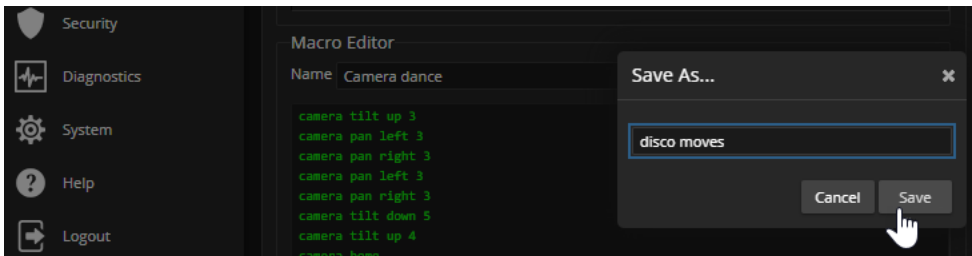 Security
Diagnostics
System
Help
Logout
Macro Editor
Name Camera dance
camera tilt up 3
camera pan left 3
camera pan right 3
camera pan left 3
camera pan right 3
camera tilt down 5
camera tilt up 4
camera home
Save As...
disco moves
Cancel Save